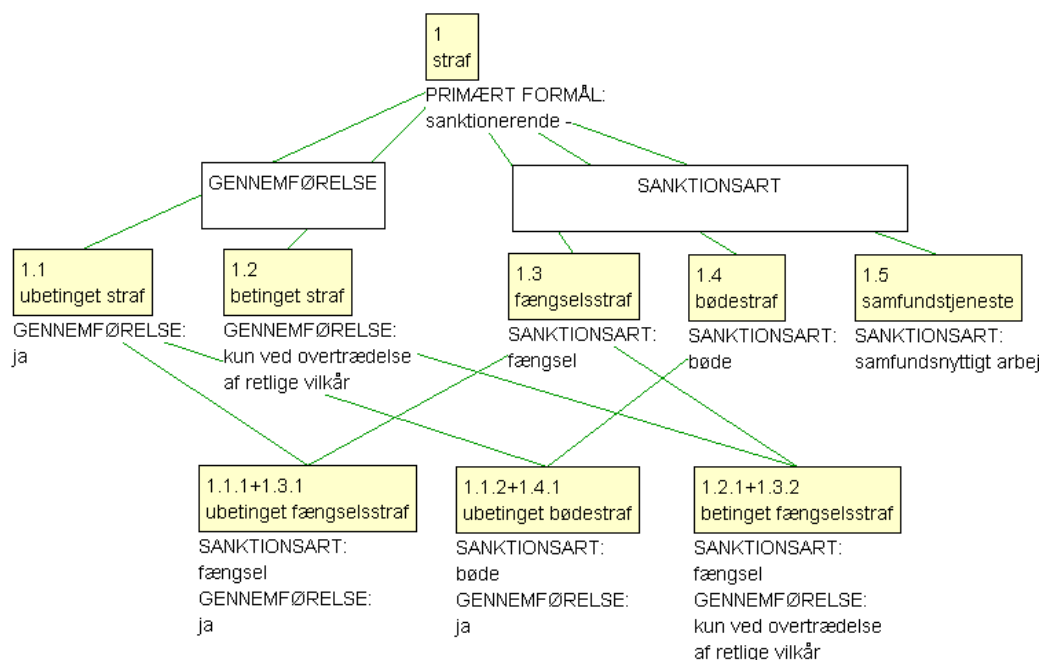 1
straf
PRIMÆRT FORMÅL:
sanktionerende -
GENNEMFØRELSE
SANKTIONSART
1.1
ubetinget straf
GENNEMFØRELSE:
ja
1.2
betinget straf
GENNEMFØRELSE:
kun ved overtrædelse
af retlige vilkår
1.3
fængselsstraf
SANKTIONSART:
fængsel
1.4
bødestraf
SANKTIONSART:
bøde
1.5
samfundstjeneste
SANKTIONSART:
samfundsnyttigt arbej
1.1.1+1.3.1
ubetinget fængselsstraf
SANKTIONSART:
fængsel
GENNEMFØRELSE:
ja
1.1.2+1.4.1
ubetinget bødestraf
SANKTIONSART:
bøde
GENNEMFØRELSE:
ja
1.2.1+1.3.2
betinget fængselsstraf
SANKTIONSART:
fængsel
GENNEMFØRELSE:
kun ved overtrædelse
af retlige vilkår